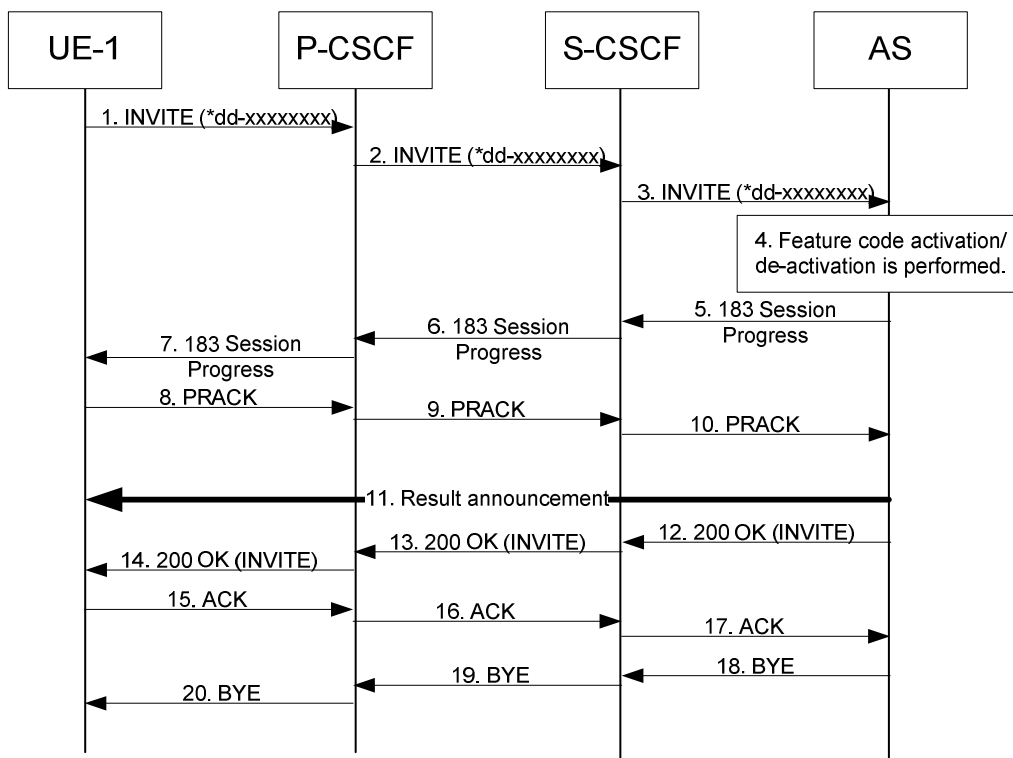 UE-1
P-CSCF
S-CSCF
AS
1. INVITE (*dd-xxxxxxxx)
2. INVITE (*dd-xxxxxxxx)
3. INVITE (*dd-xxxxxxxx)
4. Feature code activation/
de-activation is performed.
5. 183 Session
Progress
6. 183 Session
Progress
7. 183 Session
Progress
8. PRACK
9. PRACK
10. PRACK
11. Result announcement
12. 200 OK (INVITE)
13. 200 OK (INVITE)
14. 200 OK (INVITE)
15. ACK
16. ACK
17. ACK
18. BYE
19. BYE
20. BYE